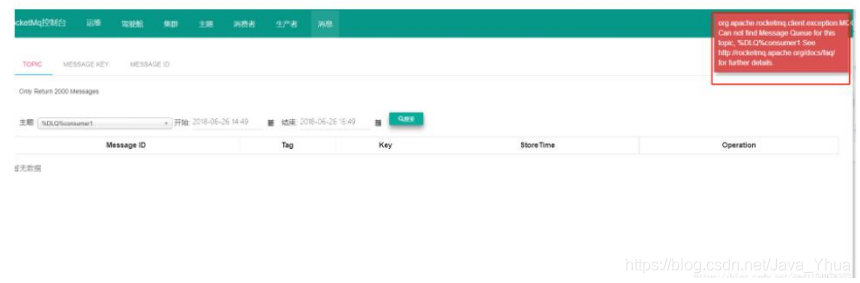 ocketMq控制台 运维 驾驶舱 集群 主题 消费者 生产者 消息
org.apache.rocketmq.client.exception.MQ
Can not find Message Queue for this
topic, %DLQ%consumer1 See
http://rocketmq.apache.org/docs/faq/
for further details.
TOPIC MESSAGE KEY MESSAGE ID
Only Return 2000 Messages
主题: %DLQ%consumer1 开始: 2018-06-26 14:49 结束: 2018-06-26 16:49 搜索
Message ID Tag Key StoreTime Operation
暂无数据
https://blog.csdn.net/Java_Yhua